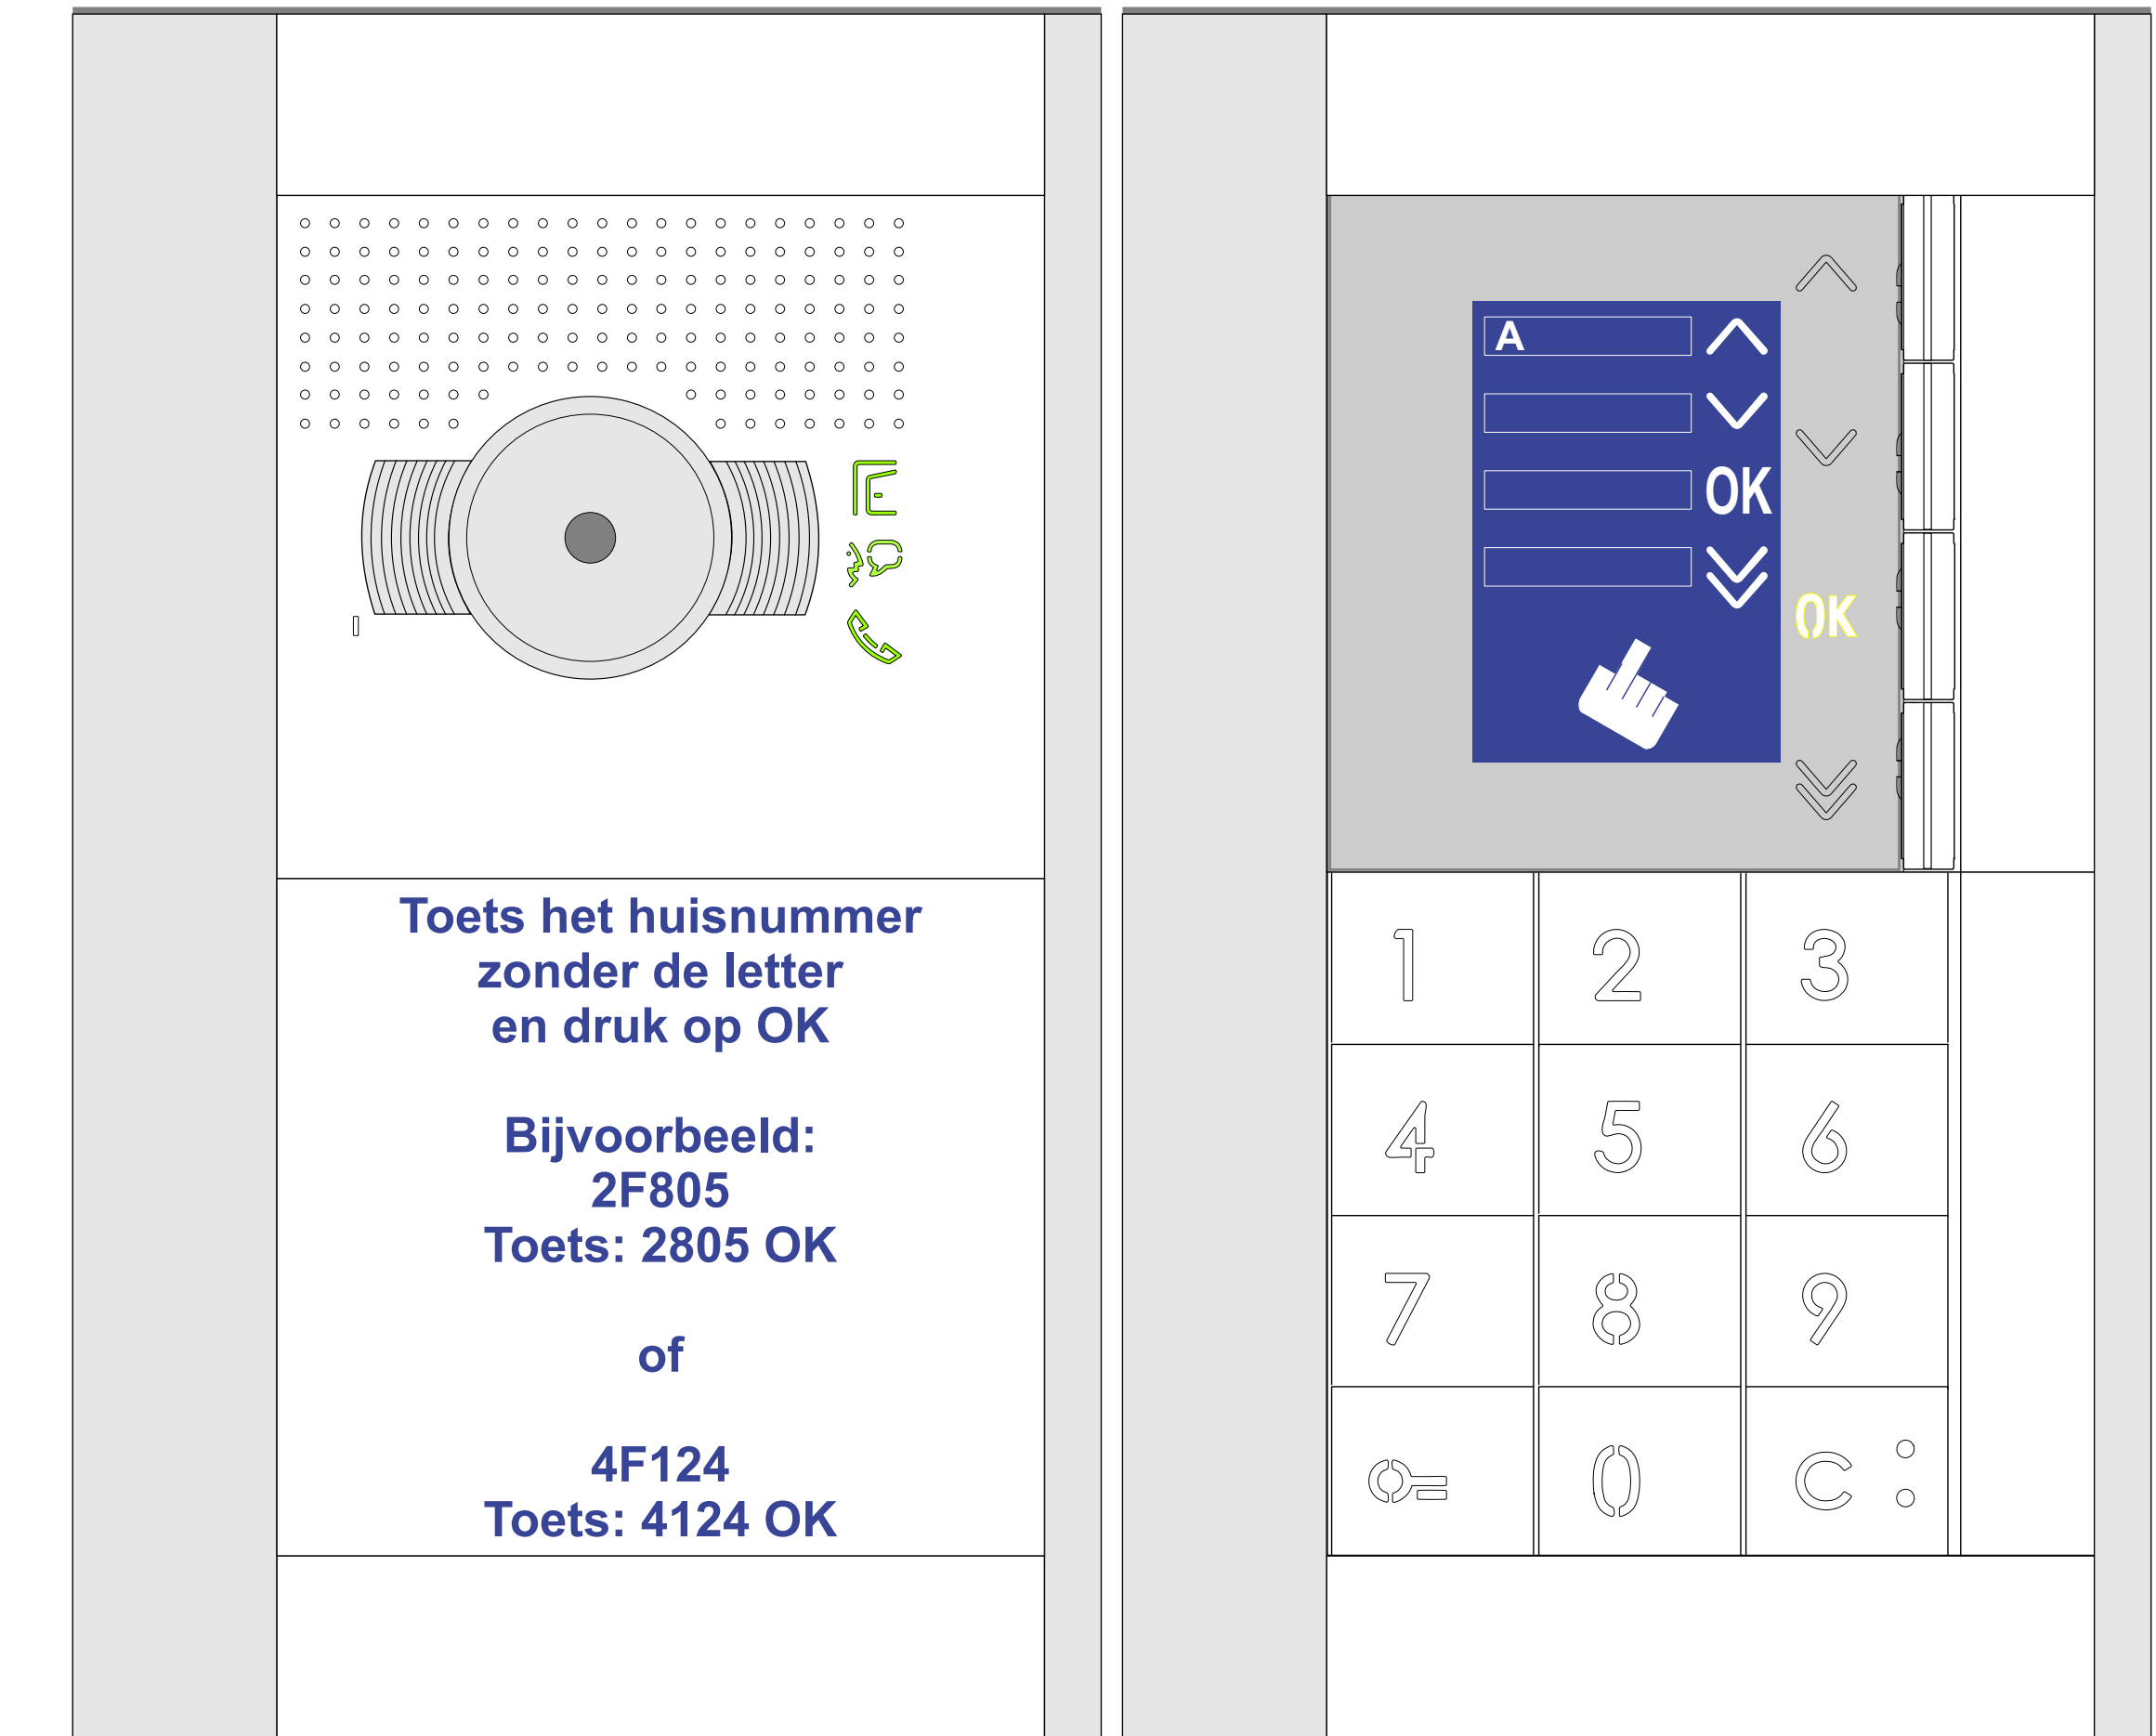 Toets het huisnummer
zonder de letter
en druk op OK
Bijvoorbeeld:
2F805
Toets: 2805 OK
of
4F124
Toets: 4124 OK
A
OK
OK
1 2 3
4 5 6
7 8 9
0 C